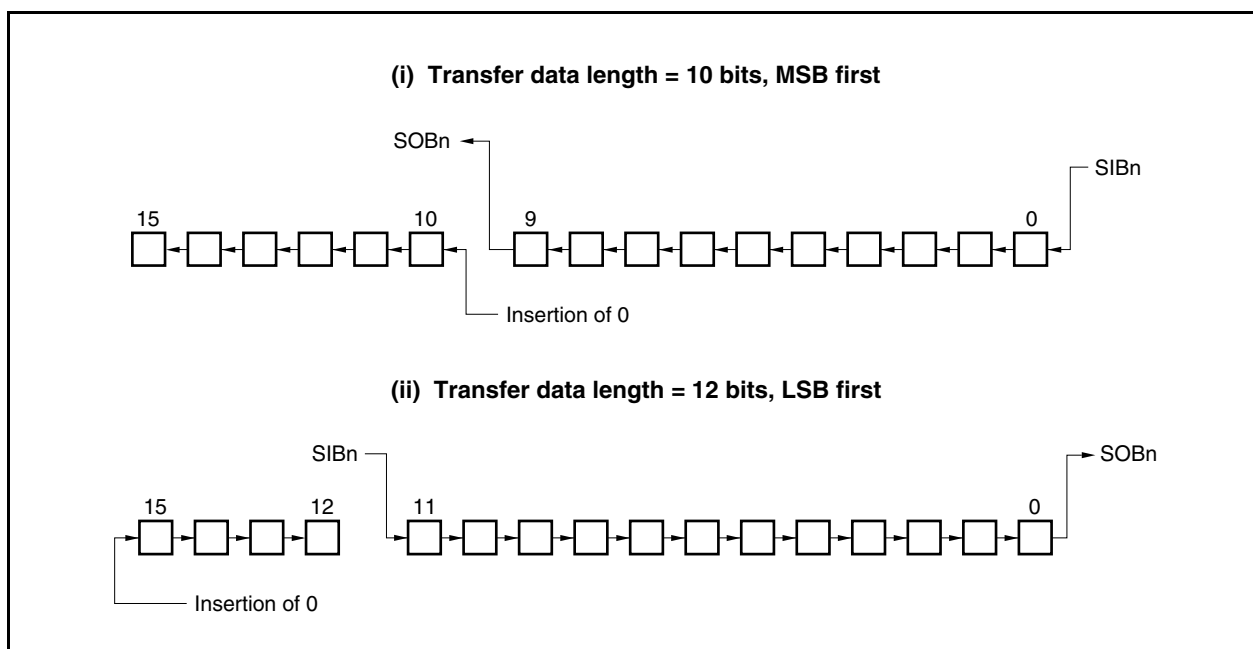 (i) Transfer data length = 10 bits, MSB first
SOBn
SIBn
15
10
9
0
Insertion of 0
(ii) Transfer data length = 12 bits, LSB first
SIBn
SOBn
15
12
11
0
Insertion of 0